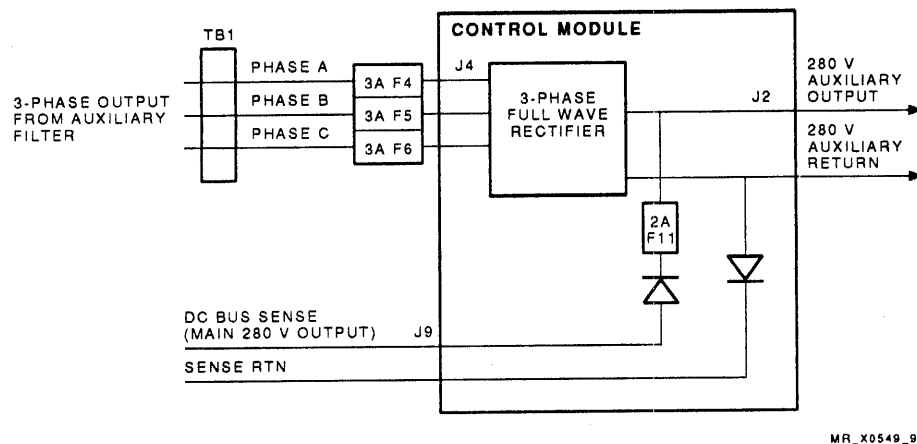 TB1
CONTROL MODULE
PHASE A
3A F4
J4
PHASE B
3A F5
PHASE C
3A F6
3-PHASE OUTPUT
FROM AUXILIARY
FILTER
3-PHASE
FULL WAVE
RECTIFIER
J2
280 V
AUXILIARY
OUTPUT
280 V
AUXILIARY
RETURN
2A
F11
DC BUS SENSE
(MAIN 280 V OUTPUT)
J9
SENSE RTN
MR_X0549_9